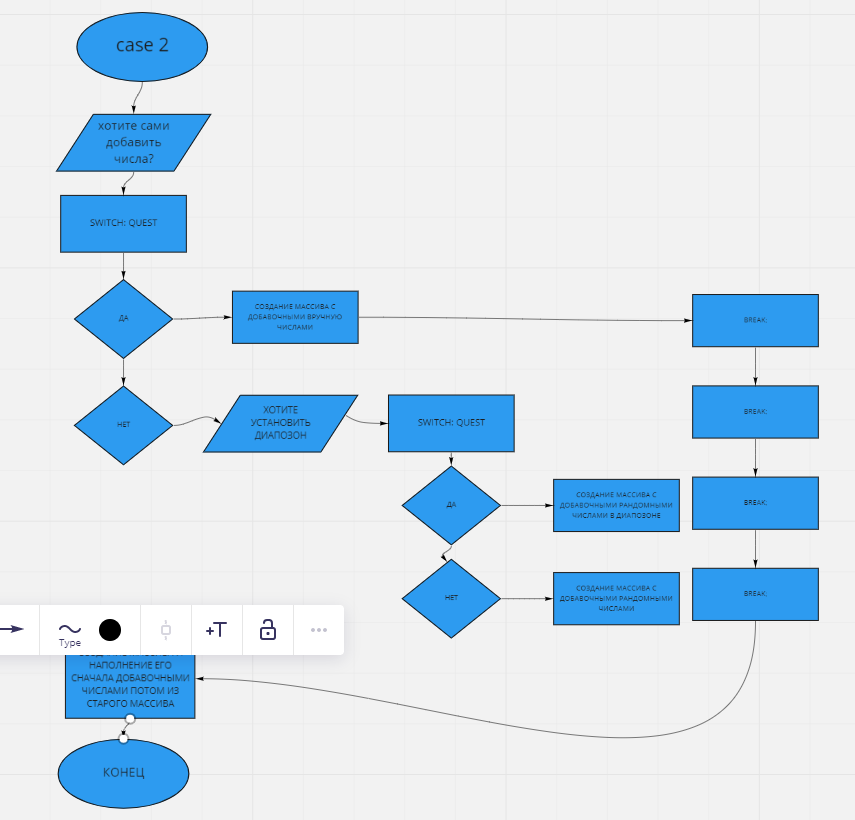 case 2
хотите сами
добавить
числа?
SWITCH: QUEST
ДА
СОЗДАНИЕ МАССИВА С
ДОБАВОЧНЫМИ ВРУЧНУЮ
ЧИСЛАМИ
BREAK;
НЕТ
ХОТИТЕ
УСТАНОВИТЬ
ДИАПОЗОН
SWITCH: QUEST
BREAK;
ДА
СОЗДАНИЕ МАССИВА С
ДОБАВОЧНЫМИ РАНДОМНЫМИ
ЧИСЛАМИ В ДИАПОЗОНЕ
BREAK;
НЕТ
СОЗДАНИЕ МАССИВА С
ДОБАВОЧНЫМИ РАНДОМНЫМИ
ЧИСЛАМИ
BREAK;
Type
+T
НАПОЛНЕНИЕ ЕГО
СНАЧАЛА ДОБАВОЧНЫМИ
ЧИСЛАМИ ПОТОМ ИЗ
СТАРОГО МАССИВА
КОНЕЦ